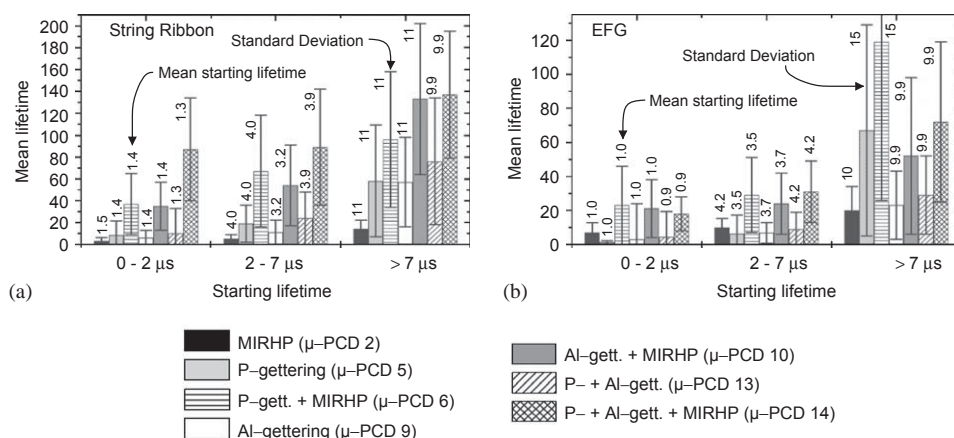 String Ribbon
Standard Deviation
Mean starting lifetime
Mean lifetime
200
180
160
140
120
100
80
60
40
20
0
1.5
1.4
1.4
1.4
1.4
1.3
1.3
4.0
4.0
4.0
3.2
3.2
3.9
3.9
11
11
11
11
11
9.9
9.9
0 - 2 μs
2 - 7 μs
> 7 μs
(a)
Starting lifetime
EFG
Standard Deviation
Mean starting lifetime
Mean lifetime
120
100
80
60
40
20
0
1.0
1.0
1.0
1.0
1.0
0.9
0.9
4.2
3.5
3.5
3.7
3.7
4.2
4.2
10
15
15
9.9
9.9
9.9
9.9
0 - 2 μs
2 - 7 μs
> 7 μs
(b)
Starting lifetime
MIRHP (μ–PCD 2)
P–gettering (μ–PCD 5)
P–gett. + MIRHP (μ–PCD 6)
Al–gettering (μ–PCD 9)
Al–gett. + MIRHP (μ–PCD 10)
P– + Al–gett. (μ–PCD 13)
P– + Al–gett. + MIRHP (μ–PCD 14)